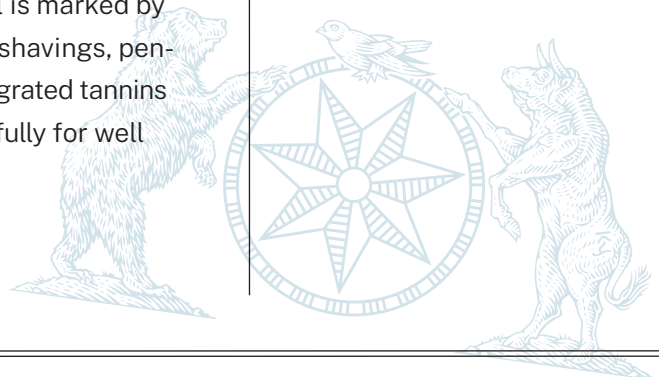 is marked by
shavings, pen-
grated tannins
fully for well